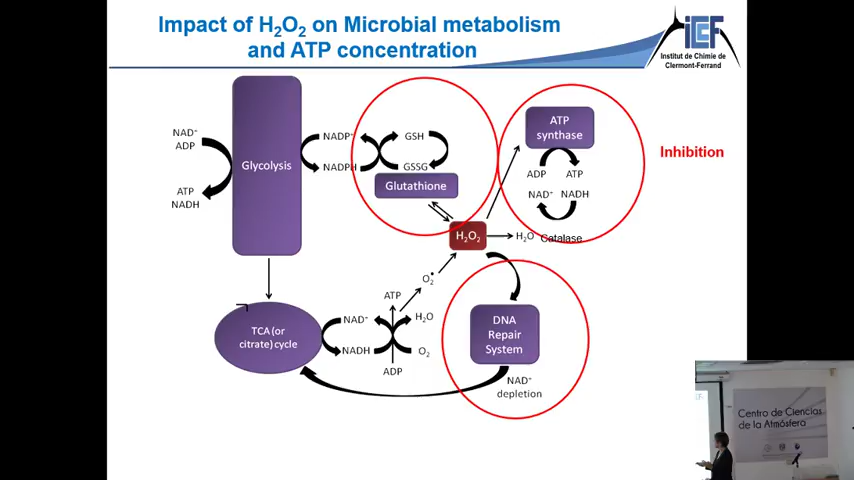 Impact of H₂O₂ on Microbial metabolism
and ATP concentration
Institut de Chimie de
Clermont-Ferrand
NAD⁺
ADP
ATP
NADH
Glycolysis
NADP⁺
NADPH
GSH
GSSG
Glutathione
ATP
synthase
ADP
ATP
NAD⁺
NADH
Inhibition
H₂O₂
H₂O
Catalase
O₂•
ATP
TCA (or
citrate) cycle
NAD⁺
NADH
H₂O
O₂
ADP
DNA
Repair
System
NAD⁺
depletion
Centro de Ciencias
de la Atmósfera